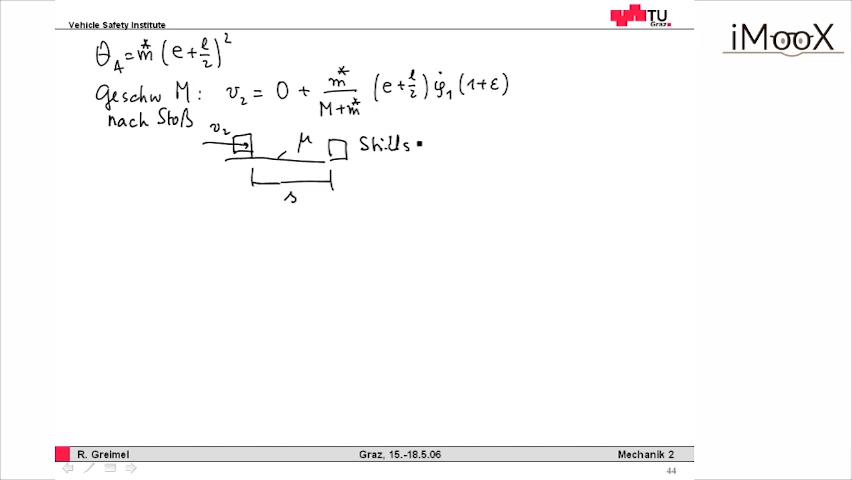 Vehicle Safety Institute
TU
Graz
iMooX
θ_A = m* (e + l/2)²
Geschw M: v₂ = 0 + m*/(M+m*) (e + l/2) φ̇₁ (1+ε)
nach Stoß
v₂
μ
Stills
s
R. Greimel
Graz, 15.-18.5.06
Mechanik 2
44